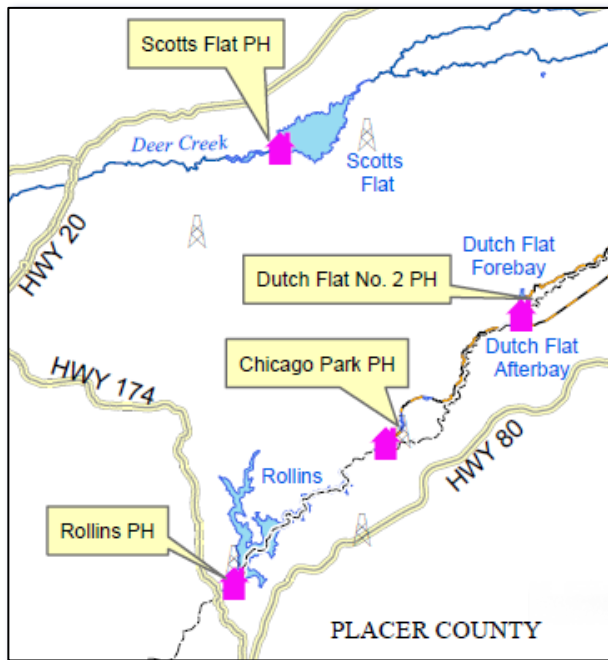 Scotts Flat PH
Deer Creek
Scotts
Flat
HWY 20
Dutch Flat
Forebay
Dutch Flat No. 2 PH
Dutch Flat
Afterbay
Chicago Park PH
HWY 174
HWY 80
Rollins
Rollins PH
PLACER COUNTY